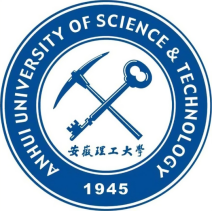 ANHUI UNIVERSITY OF SCIENCE & TECHNOLOGY
安徽理工大学
1945